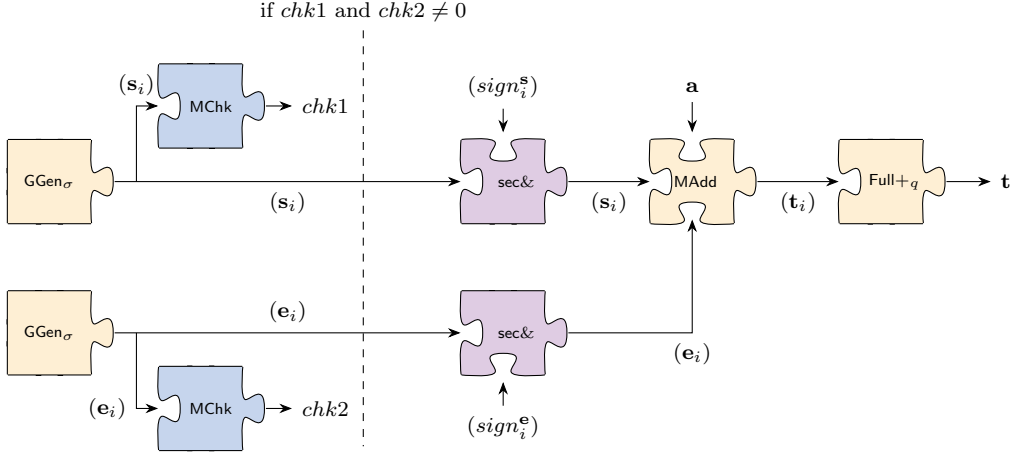 if chk1 and chk2 ≠ 0
(s_i)
MChk
chk1
(sign_i^s)
a
GGen_σ
sec&
MAdd
Full+_q
t
(s_i)
(s_i)
(t_i)
(e_i)
GGen_σ
sec&
(e_i)
(e_i)
MChk
chk2
(sign_i^e)